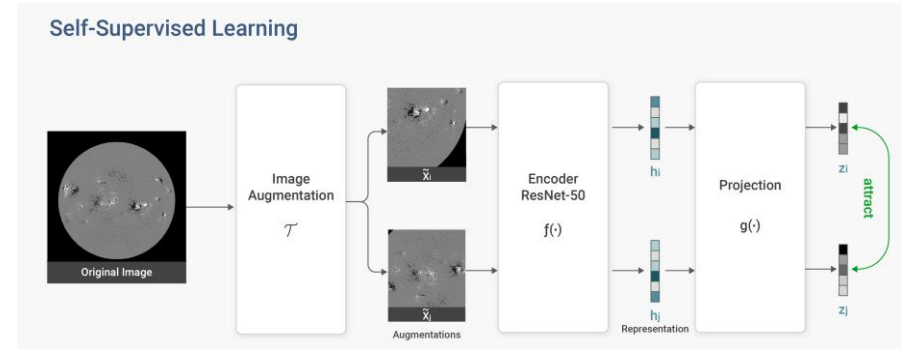 Self-Supervised Learning
Original Image
Image
Augmentation
𝒯
x̃ᵢ
x̃ⱼ
Augmentations
Encoder
ResNet-50
f(·)
hᵢ
hⱼ
Representation
Projection
g(·)
zᵢ
zⱼ
attract